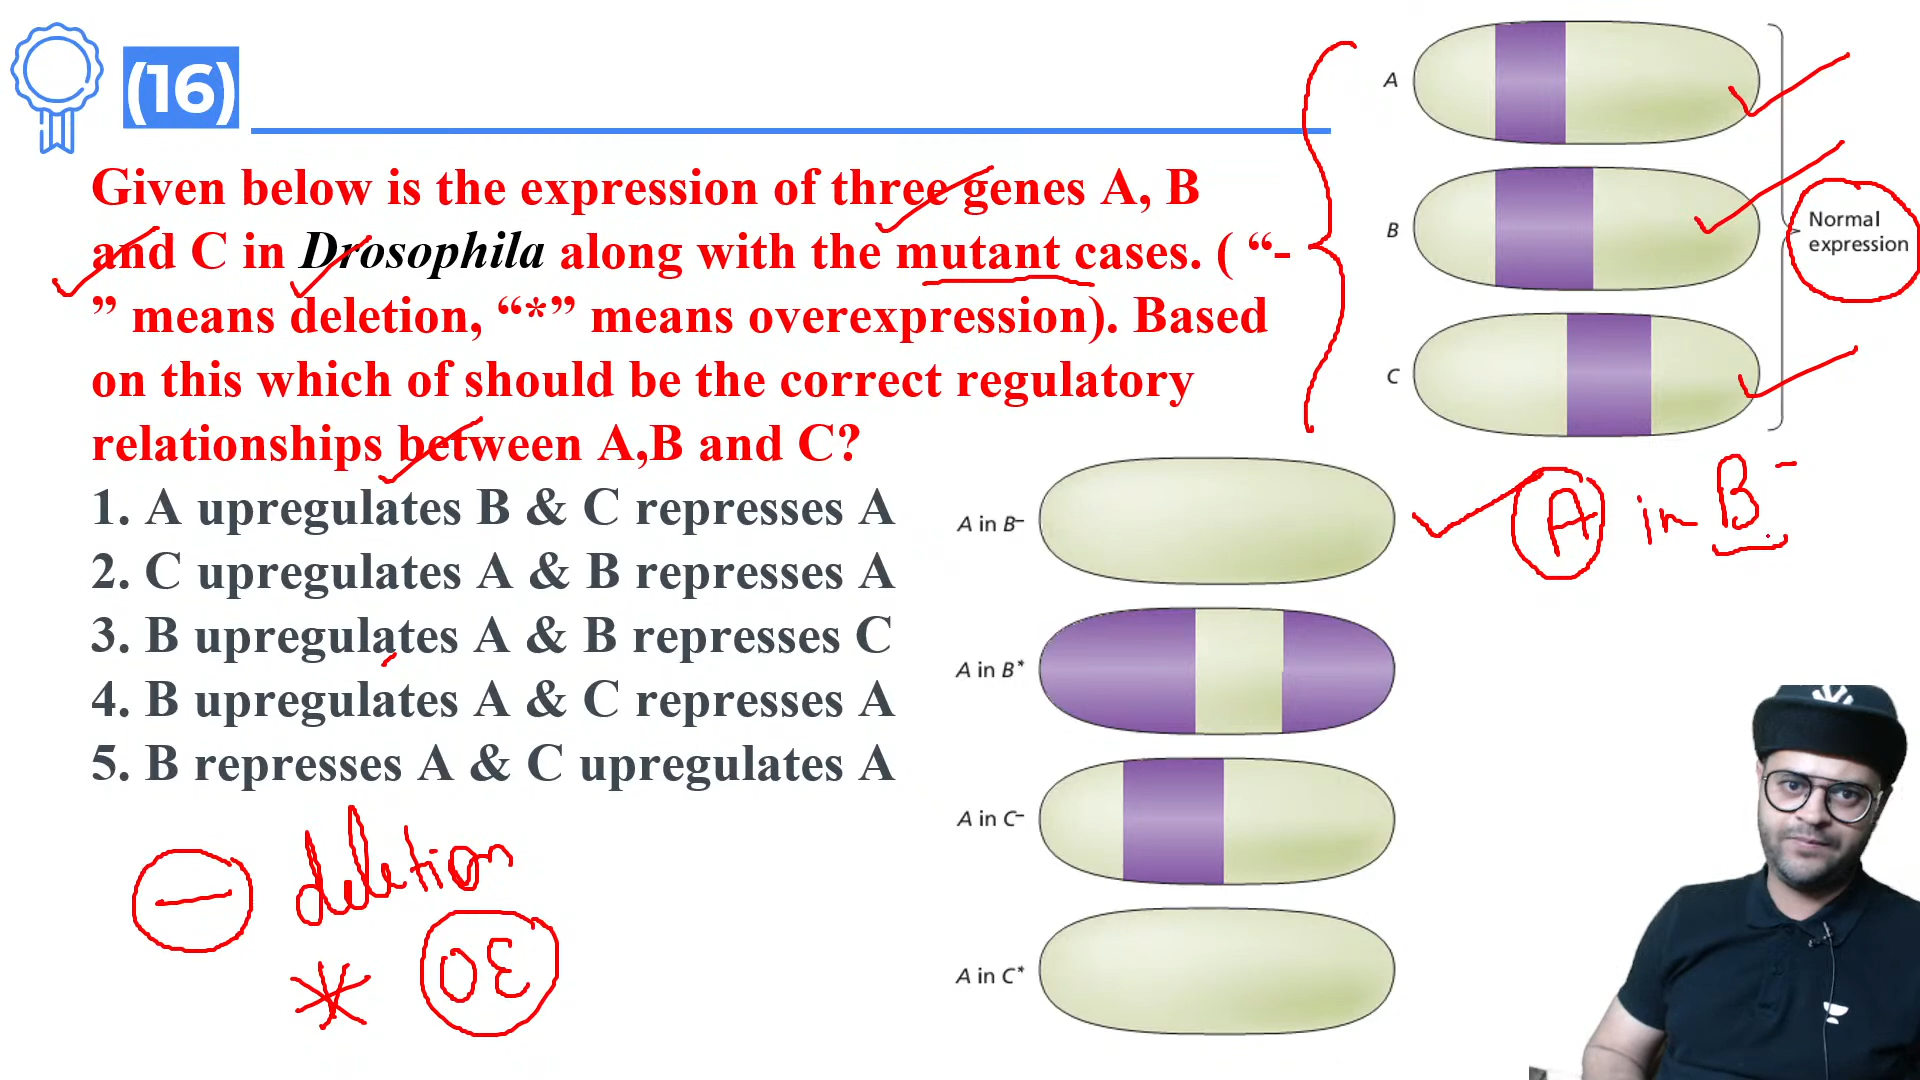 (16)
Given below is the expression of three genes A, B
and C in Drosophila along with the mutant cases. ( “-
” means deletion, “*” means overexpression). Based
on this which of should be the correct regulatory
relationships between A,B and C?
1. A upregulates B & C represses A
2. C upregulates A & B represses A
3. B upregulates A & B represses C
4. B upregulates A & C represses A
5. B represses A & C upregulates A
— deletion
* OE
A
B
C
Normal
expression
A in B⁻
A in B⁻
A in B*
A in C⁻
A in C*